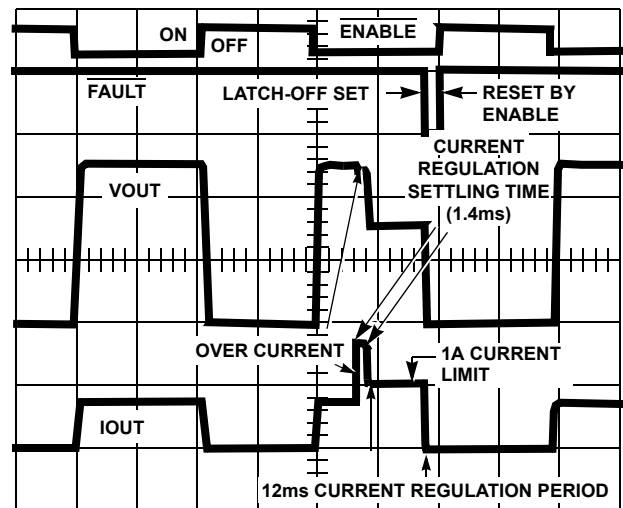 ON
OFF
ENABLE
FAULT
LATCH-OFF SET
RESET BY
ENABLE
CURRENT
REGULATION
SETTLING TIME
(1.4ms)
VOUT
OVER CURRENT
1A CURRENT
LIMIT
IOUT
12ms CURRENT REGULATION PERIOD